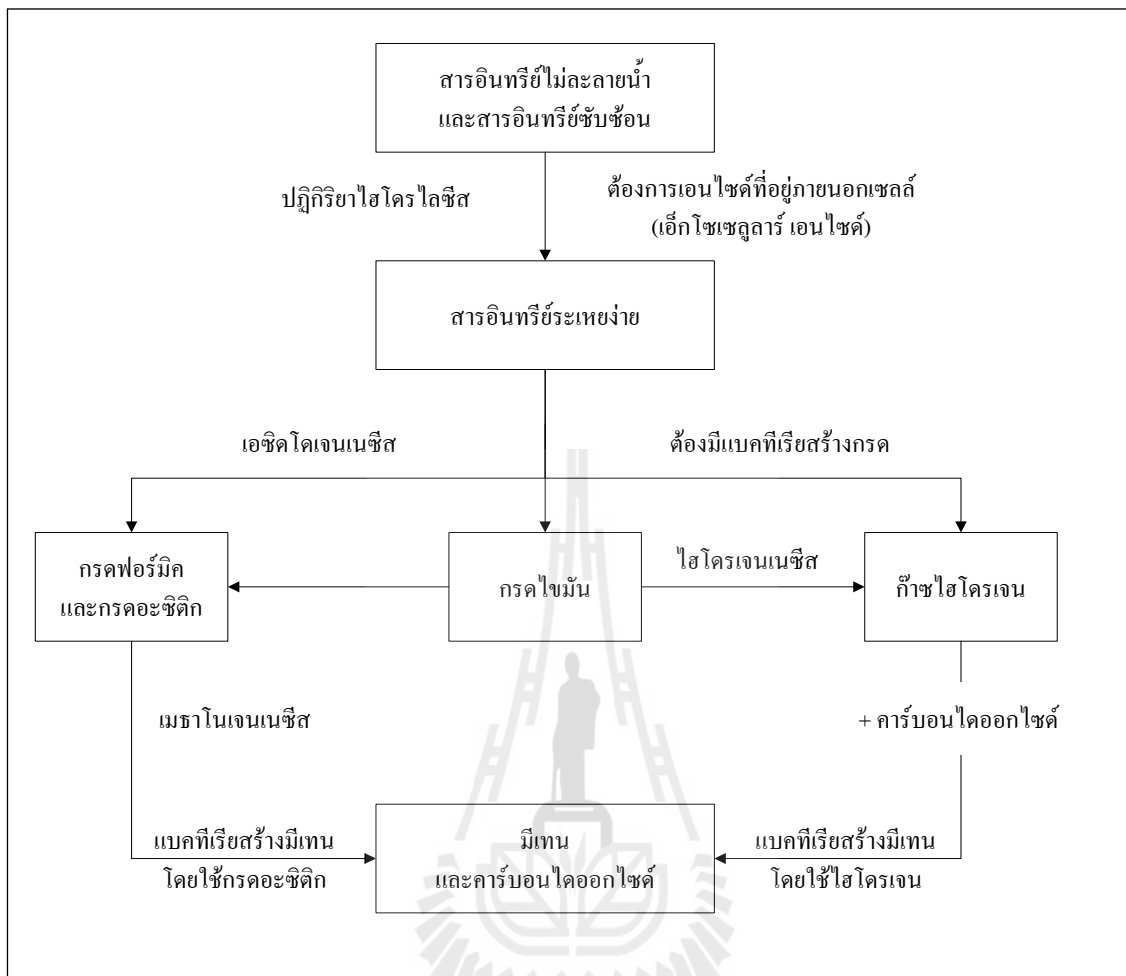 สารอินทรีย์ไม่ละลายน้ำ
และสารอินทรีย์ซับซ้อน
ปฏิกิริยาไฮโดรไลซีส
ต้องการเอนไซด์ที่อยู่ภายนอกเซลล์
(เอ็กโซเซลูลาร์ เอนไซด์)
สารอินทรีย์ระเหยง่าย
เอซิดโดเจนเนซีส
ต้องมีแบคทีเรียสร้างกรด
กรดฟอร์มิค
และกรดอะซิติก
กรดไขมัน
ไฮโดรเจนเนซีส
ก๊าซไฮโดรเจน
เมธาโนเจนเนซีส
+ คาร์บอนไดออกไซด์
แบคทีเรียสร้างมีเทน
โดยใช้กรดอะซิติก
มีเทน
และคาร์บอนไดออกไซด์
แบคทีเรียสร้างมีเทน
โดยใช้ไฮโดรเจน